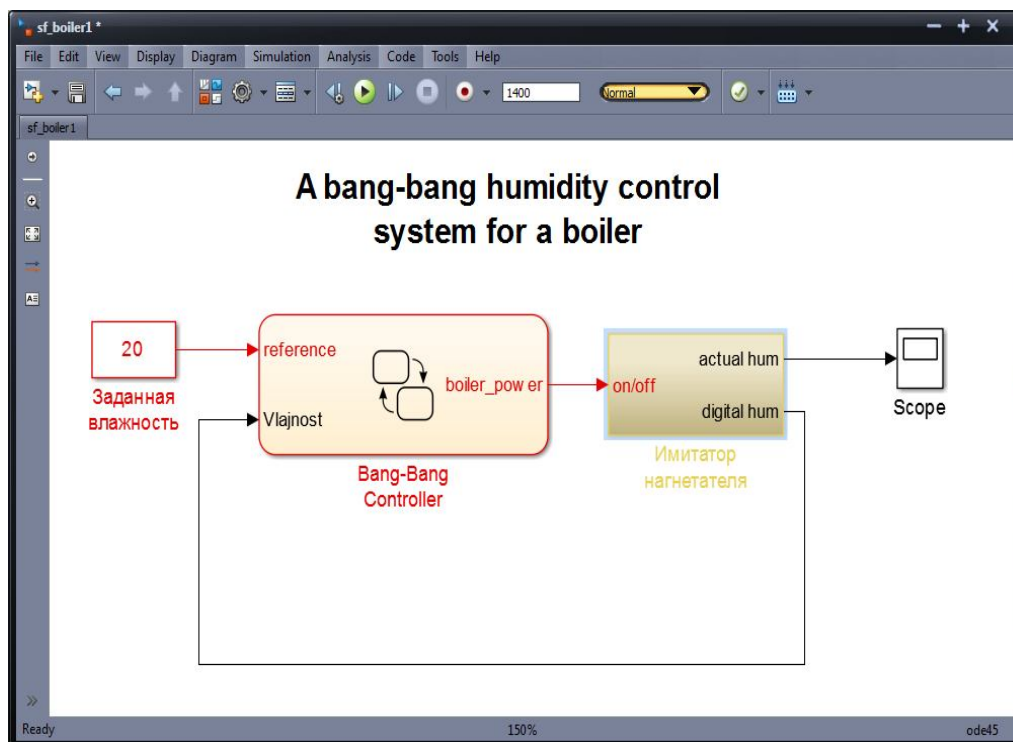 sf_boiler1 *
File Edit View Display Diagram Simulation Analysis Code Tools Help
1400 Normal
sf_boiler1
A bang-bang humidity control
system for a boiler
20
Заданная
влажность
reference
Vlajnost
boiler_power
Bang-Bang
Controller
on/off
actual hum
digital hum
Имитатор
нагнетателя
Scope
Ready 150% ode45